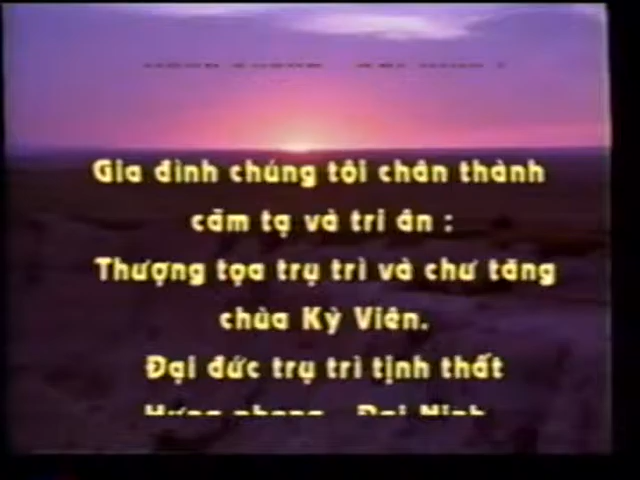 Gia đình chúng tôi chân thành
cảm tạ và tri ân :
Thượng tọa trụ trì và chư tăng
chùa Kỳ Viên.
Đại đức trụ trì tịnh thất